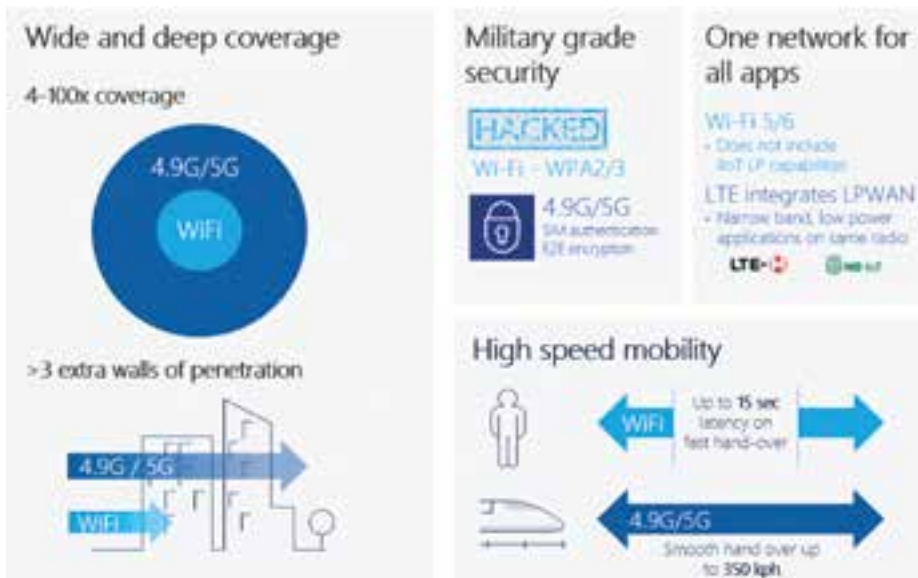 Wide and deep coverage
4-100x coverage
4.9G/5G
WiFi
>3 extra walls of penetration
4.9G / 5G
WiFi
Military grade
security
HACKED
Wi-Fi - WPA2/3
4.9G/5G
SIM authentication
E2E encryption
One network for
all apps
Wi-Fi 5/6
• Does not include
IIoT LP capabilities
LTE integrates LPWAN
• Narrow band, low power
applications on same radio
LTE-M
NB-IoT
High speed mobility
WiFi
Up to 15 sec
latency on
fast hand-over
4.9G/5G
Smooth hand over up
to 350 kph